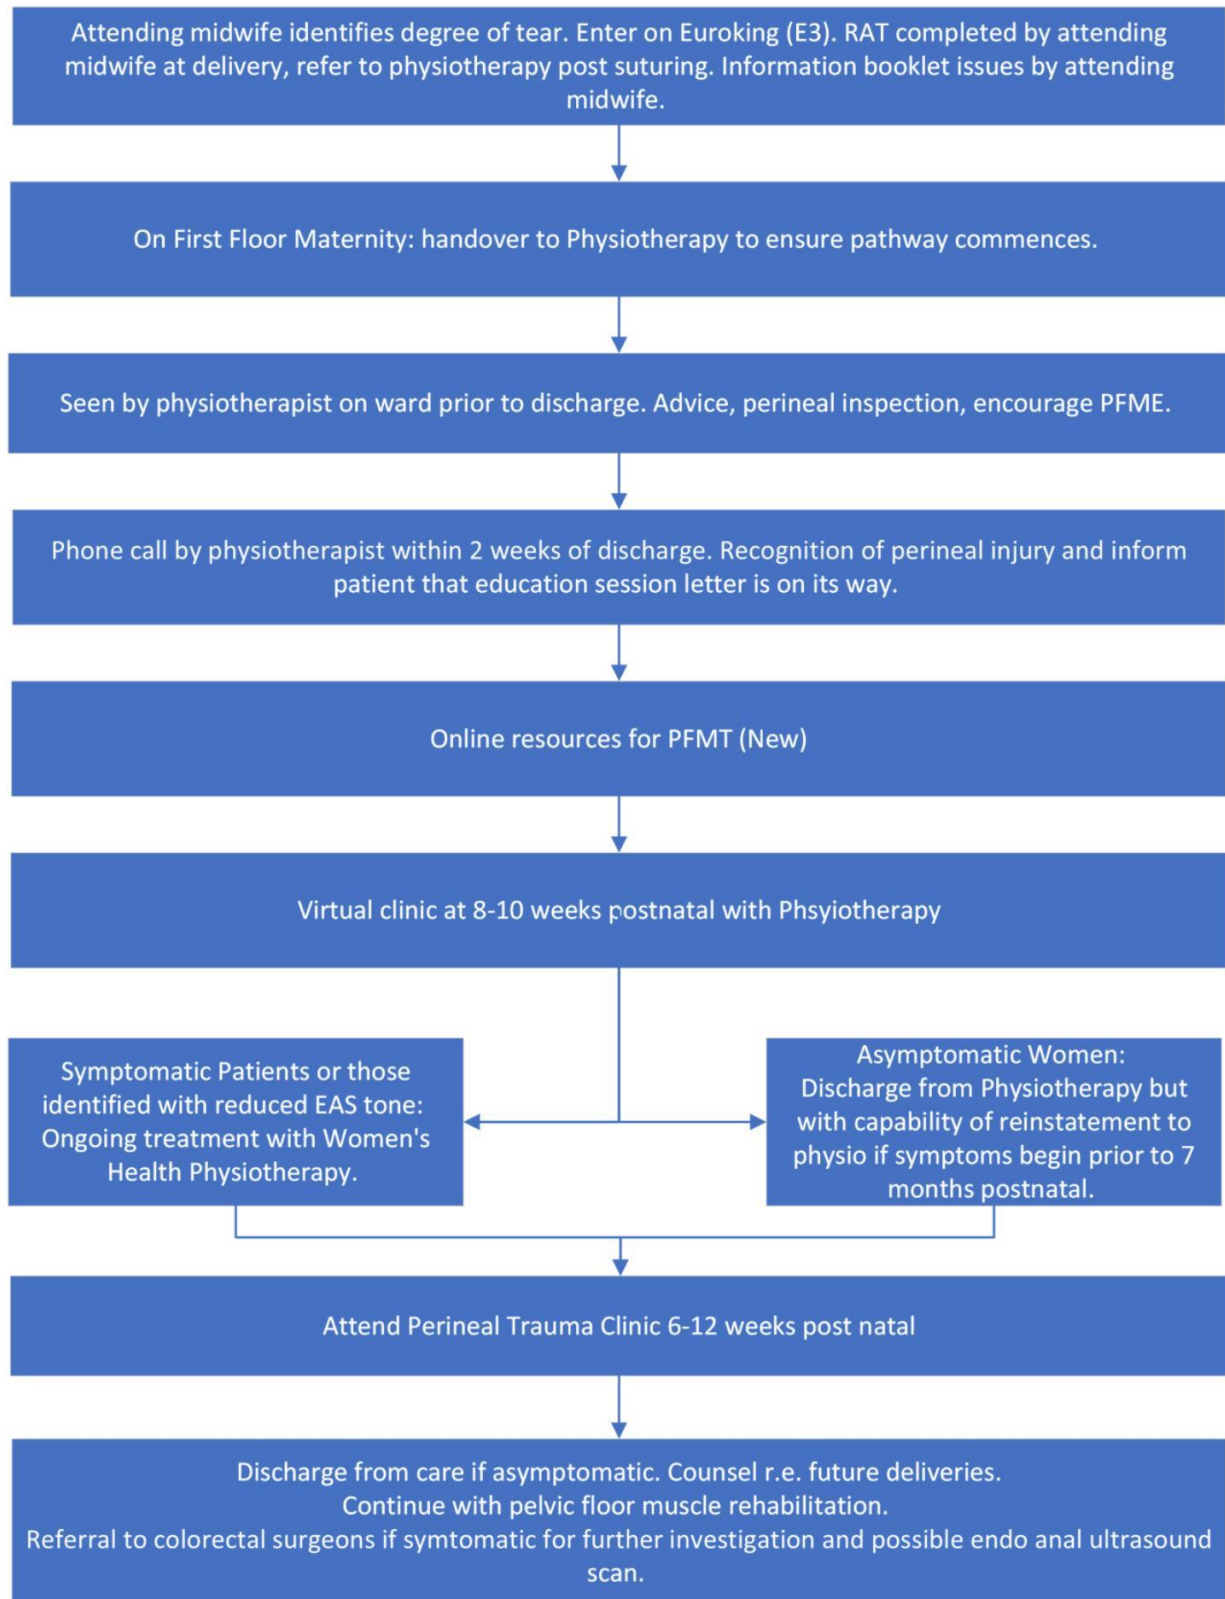 Attending midwife identifies degree of tear. Enter on Euroking (E3). RAT completed by attending
midwife at delivery, refer to physiotherapy post suturing. Information booklet issues by attending
midwife.
On First Floor Maternity: handover to Physiotherapy to ensure pathway commences.
Seen by physiotherapist on ward prior to discharge. Advice, perineal inspection, encourage PFME.
Phone call by physiotherapist within 2 weeks of discharge. Recognition of perineal injury and inform
patient that education session letter is on its way.
Online resources for PFMT (New)
Virtual clinic at 8-10 weeks postnatal with Phsyiotherapy
Symptomatic Patients or those
identified with reduced EAS tone:
Ongoing treatment with Women's
Health Physiotherapy.
Asymptomatic Women:
Discharge from Physiotherapy but
with capability of reinstatement to
physio if symptoms begin prior to 7
months postnatal.
Attend Perineal Trauma Clinic 6-12 weeks post natal
Discharge from care if asymptomatic. Counsel r.e. future deliveries.
Continue with pelvic floor muscle rehabilitation.
Referral to colorectal surgeons if symtomatic for further investigation and possible endo anal ultrasound
scan.